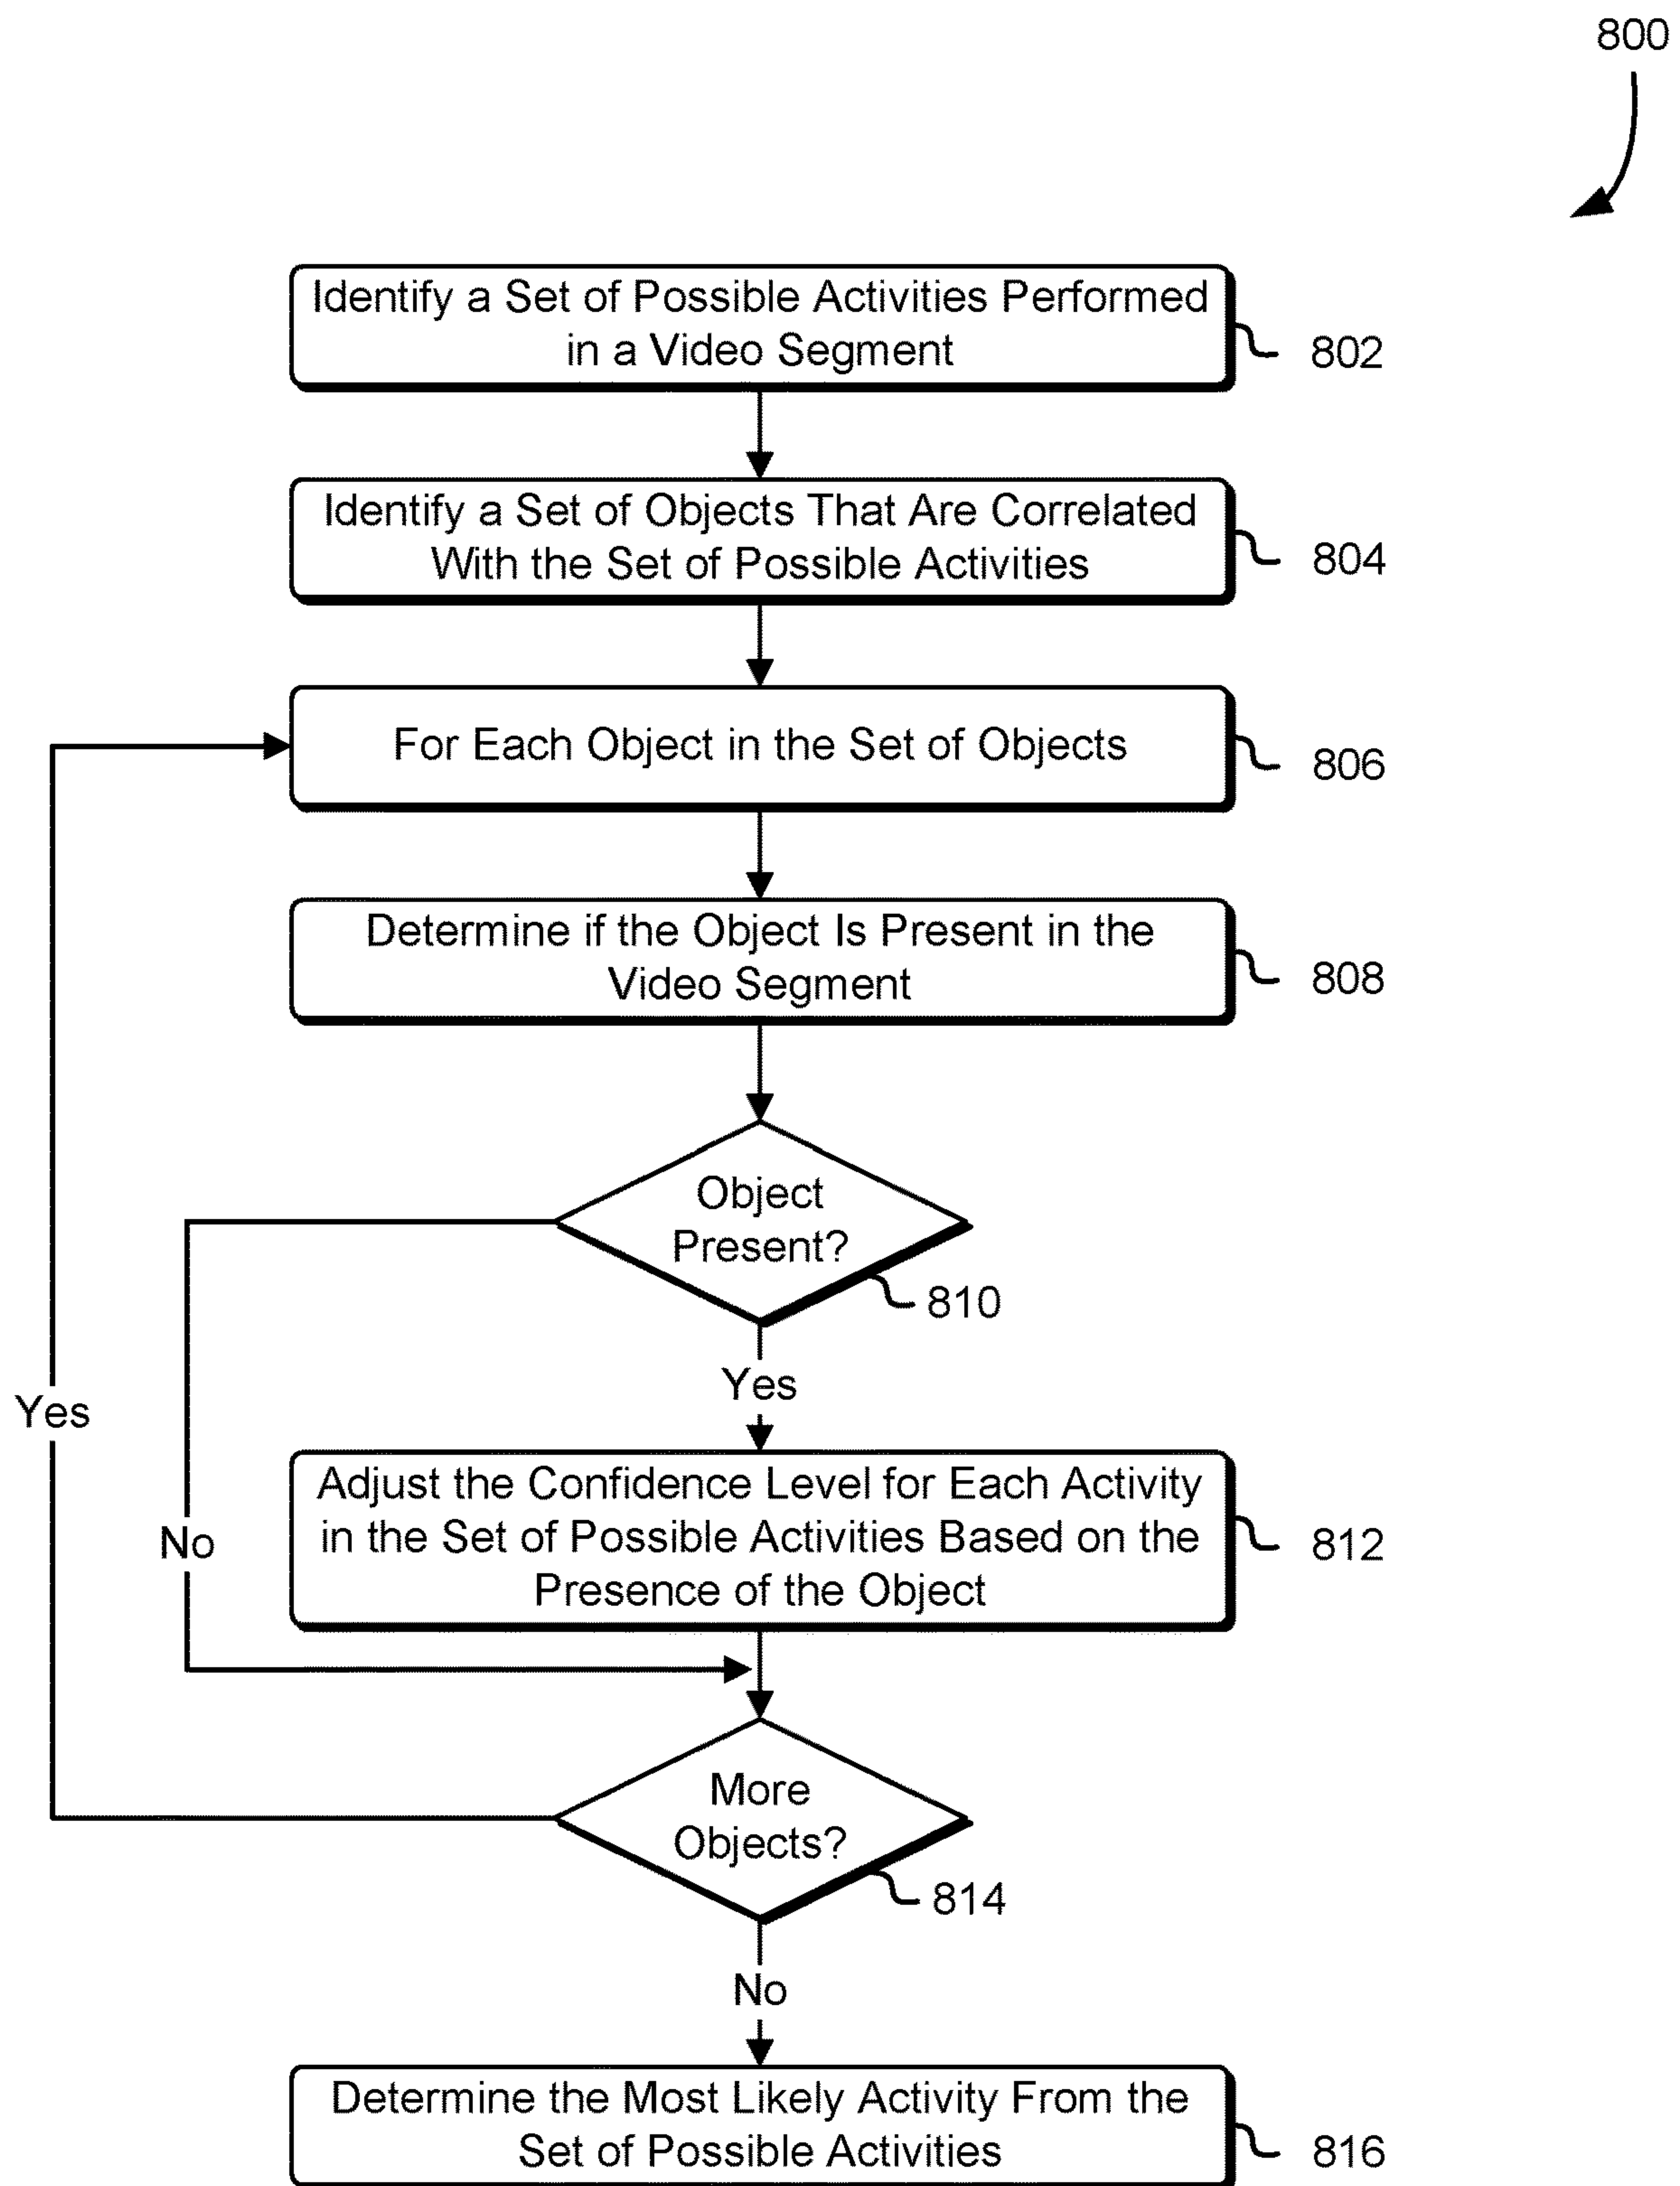 800
Identify a Set of Possible Activities Performed
in a Video Segment
802
Identify a Set of Objects That Are Correlated
With the Set of Possible Activities
804
For Each Object in the Set of Objects
806
Determine if the Object Is Present in the
Video Segment
808
Object
Present?
810
Yes
Yes
Adjust the Confidence Level for Each Activity
in the Set of Possible Activities Based on the
Presence of the Object
812
No
More
Objects?
814
No
Determine the Most Likely Activity From the
Set of Possible Activities
816